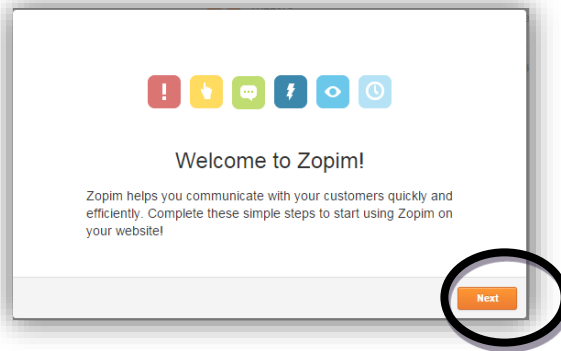 Welcome to Zopim!
Zopim helps you communicate with your customers quickly and
efficiently. Complete these simple steps to start using Zopim on
your website!
Next